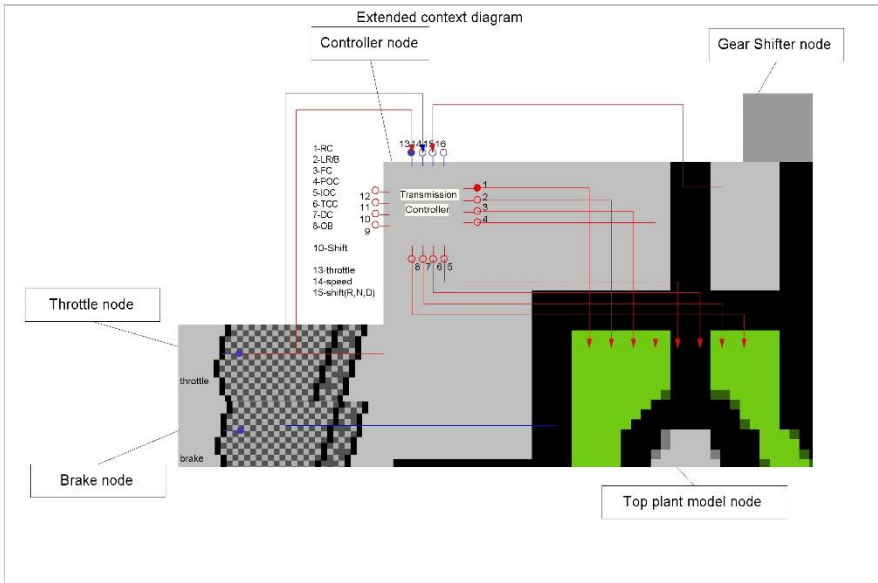 Extended context diagram
Controller node
Gear Shifter node
13 14 15 16
1-RC
2-LR/B
3-FC
4-POC
5-IOC
6-TCC
7-DC
8-OB
10-Shift
13-throttle
14-speed
15-shift(R,N,D)
12
11
10
9
Transmission
Controller
1
2
3
4
8 7 6 5
Throttle node
throttle
brake
Brake node
Top plant model node